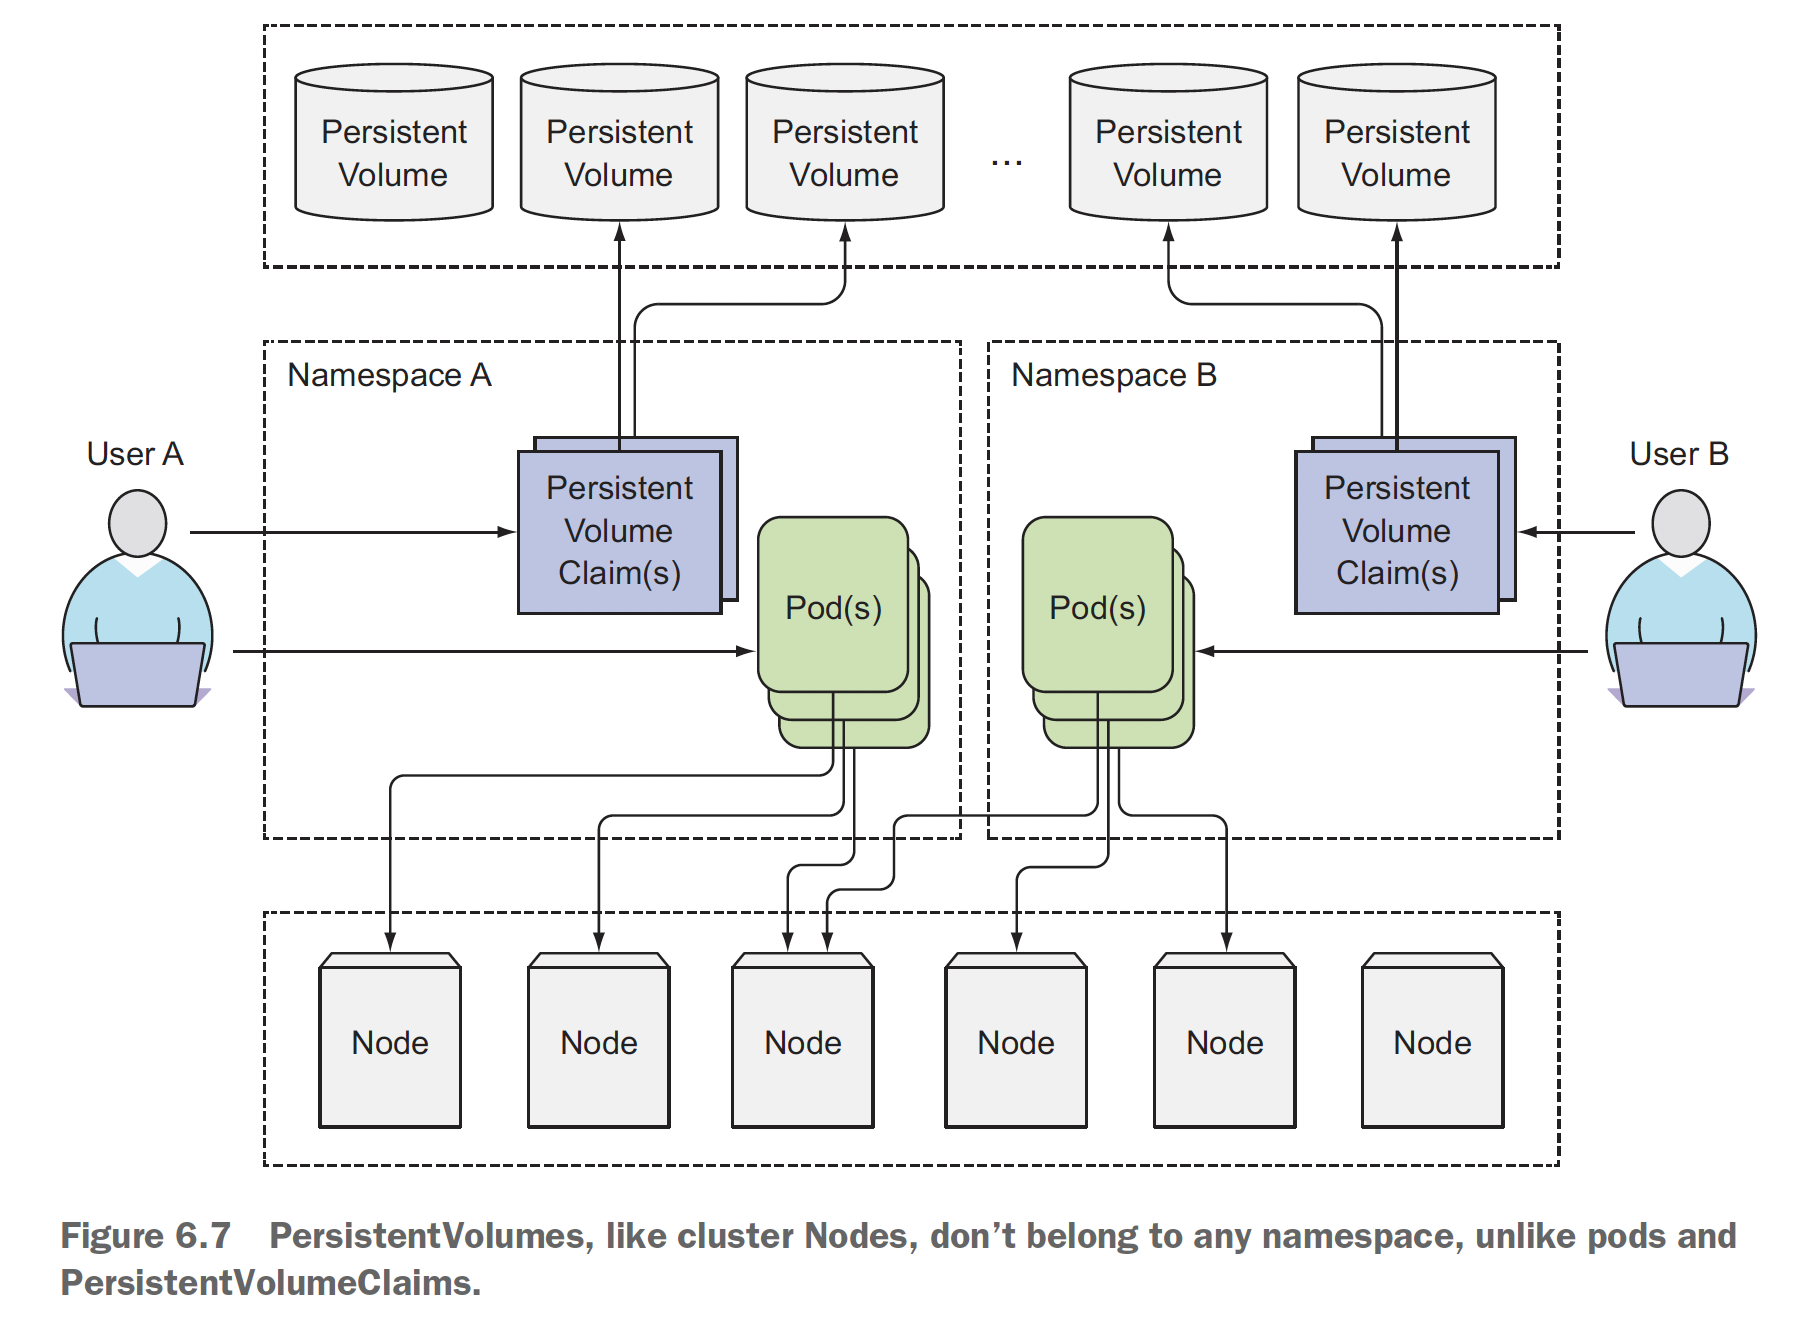 Persistent
Volume
Persistent
Volume
Persistent
Volume
...
Persistent
Volume
Persistent
Volume
Namespace A
Namespace B
User A
User B
Persistent
Volume
Claim(s)
Pod(s)
Pod(s)
Persistent
Volume
Claim(s)
Node
Node
Node
Node
Node
Node
Figure 6.7 PersistentVolumes, like cluster Nodes, don’t belong to any namespace, unlike pods and
PersistentVolumeClaims.